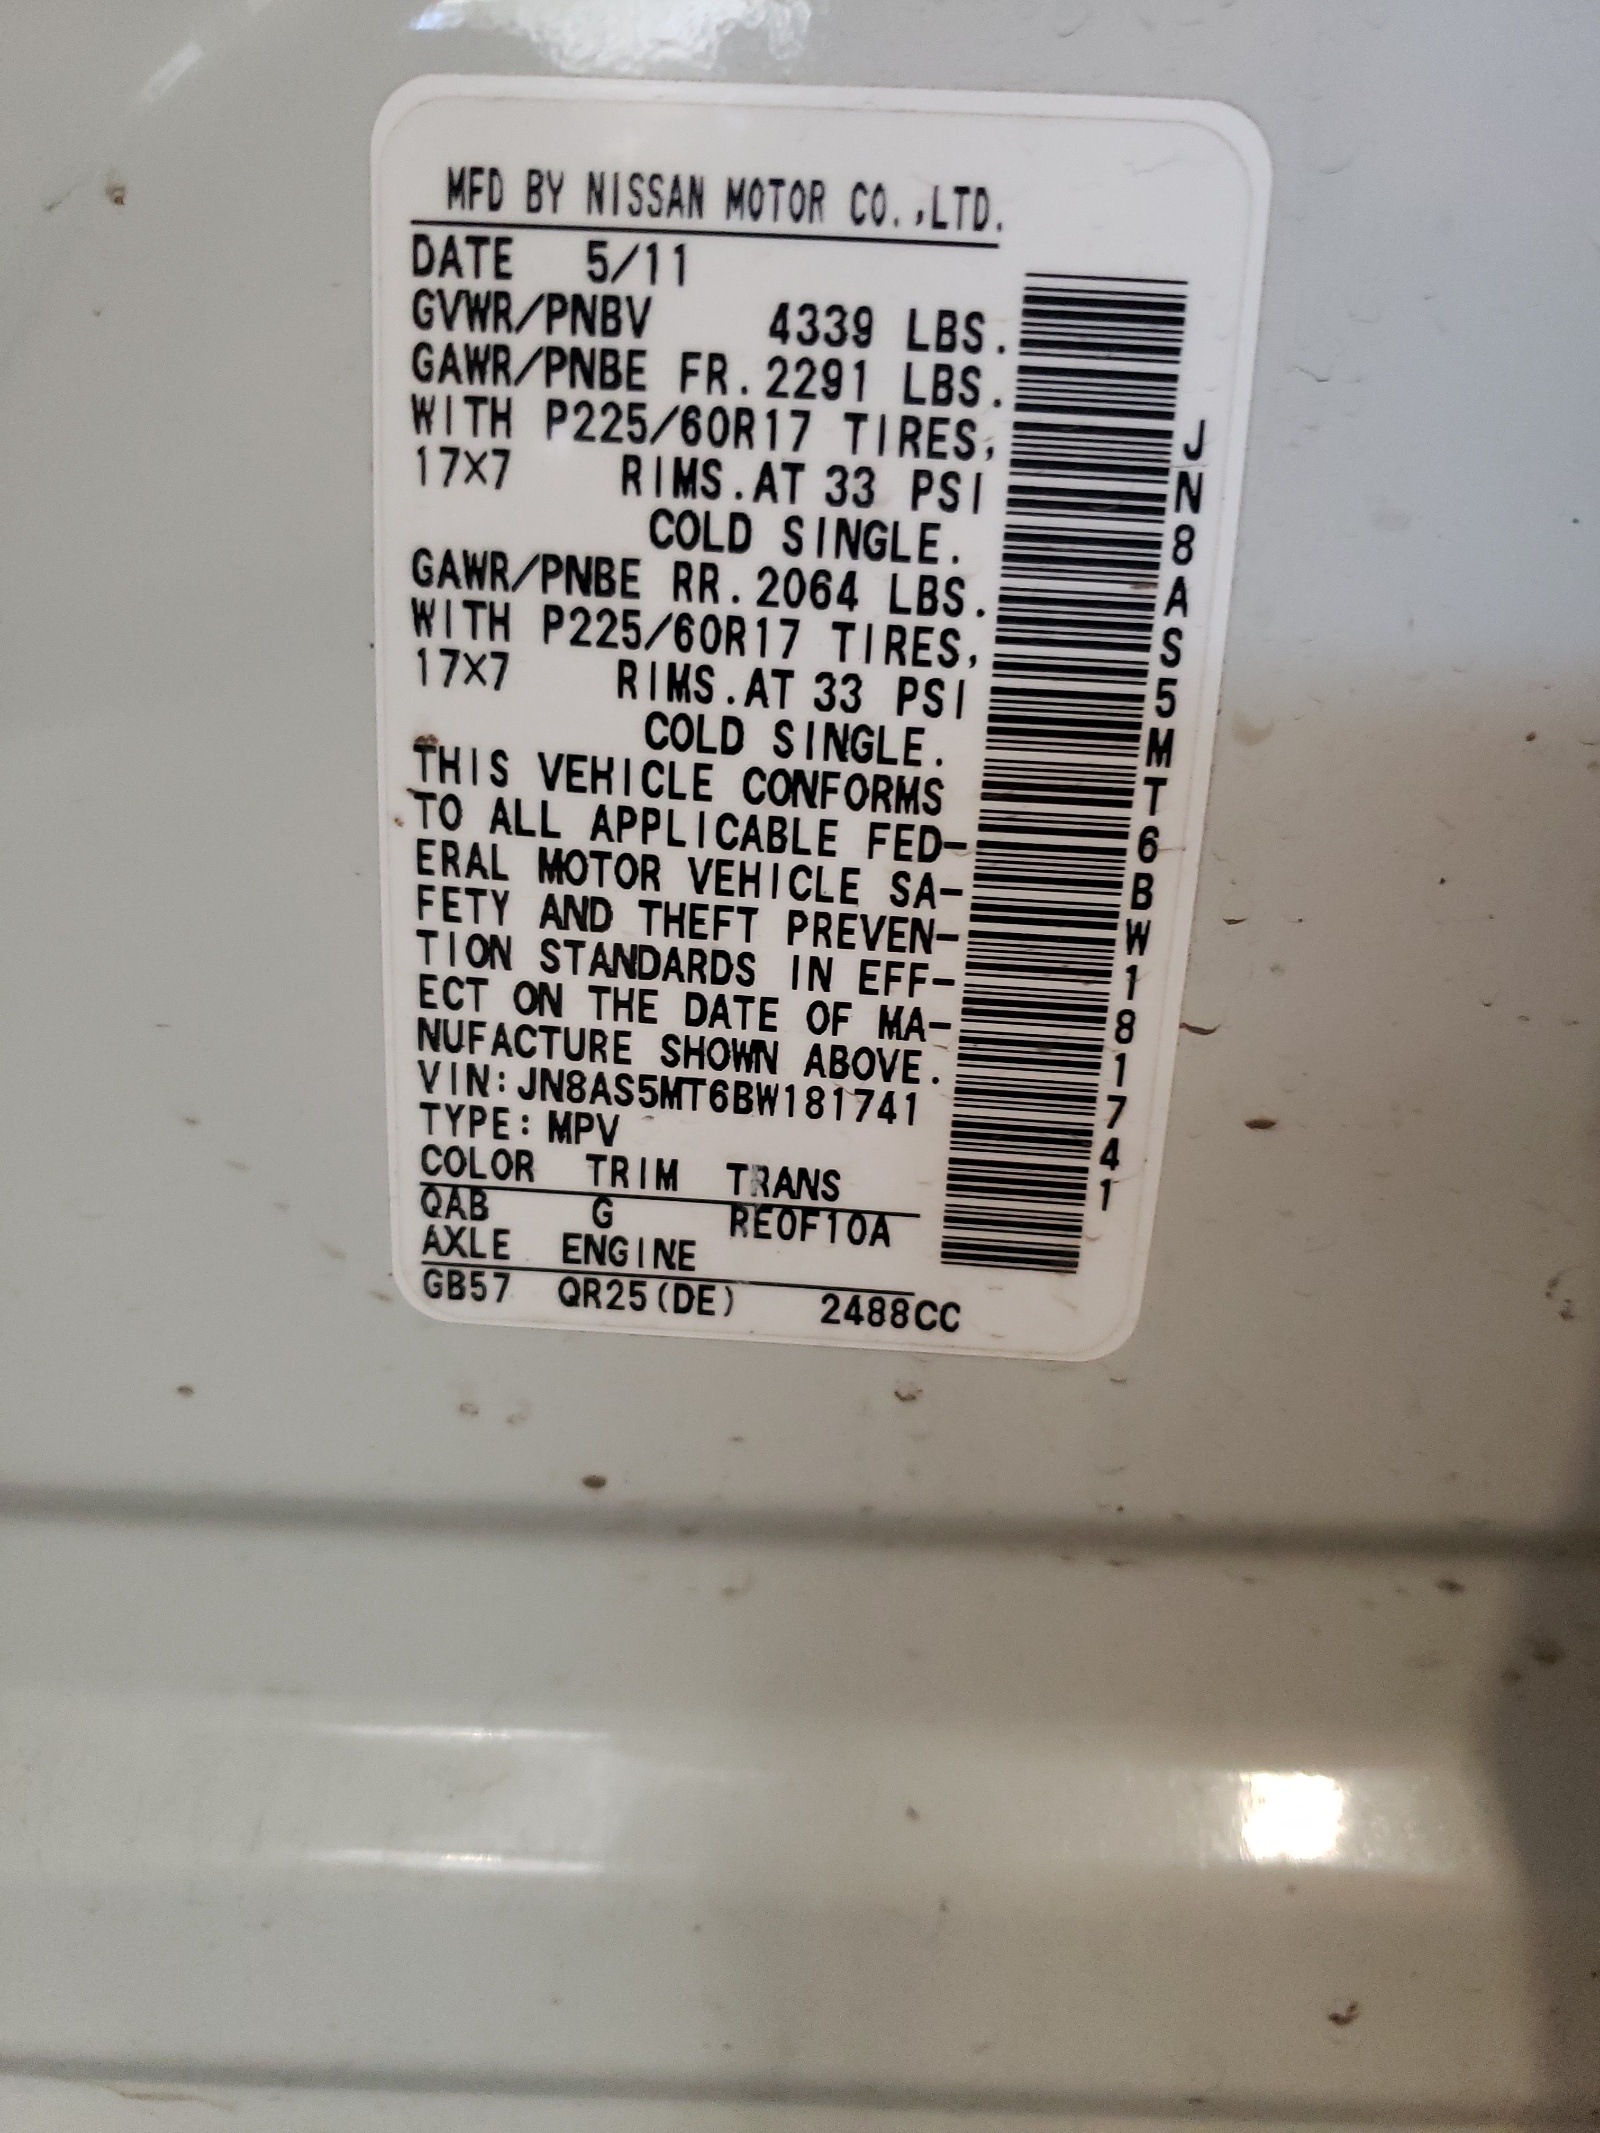 MFD BY NISSAN MOTOR CO.,LTD.
DATE 5/11
GVWR/PNBV 4339 LBS.
GAWR/PNBE FR.2291 LBS.
WITH P225/60R17 TIRES,
17X7 RIMS.AT 33 PSI
COLD SINGLE.
GAWR/PNBE RR.2064 LBS.
WITH P225/60R17 TIRES,
17X7 RIMS.AT 33 PSI
COLD SINGLE.
THIS VEHICLE CONFORMS
TO ALL APPLICABLE FED-
ERAL MOTOR VEHICLE SA-
FETY AND THEFT PREVEN-
TION STANDARDS IN EFF-
ECT ON THE DATE OF MA-
NUFACTURE SHOWN ABOVE.
VIN:JN8AS5MT6BW181741
TYPE:MPV
COLOR TRIM TRANS
QAB G RE0F10A
AXLE ENGINE
GB57 QR25(DE) 2488CC
JN8AS5MT6BW181741